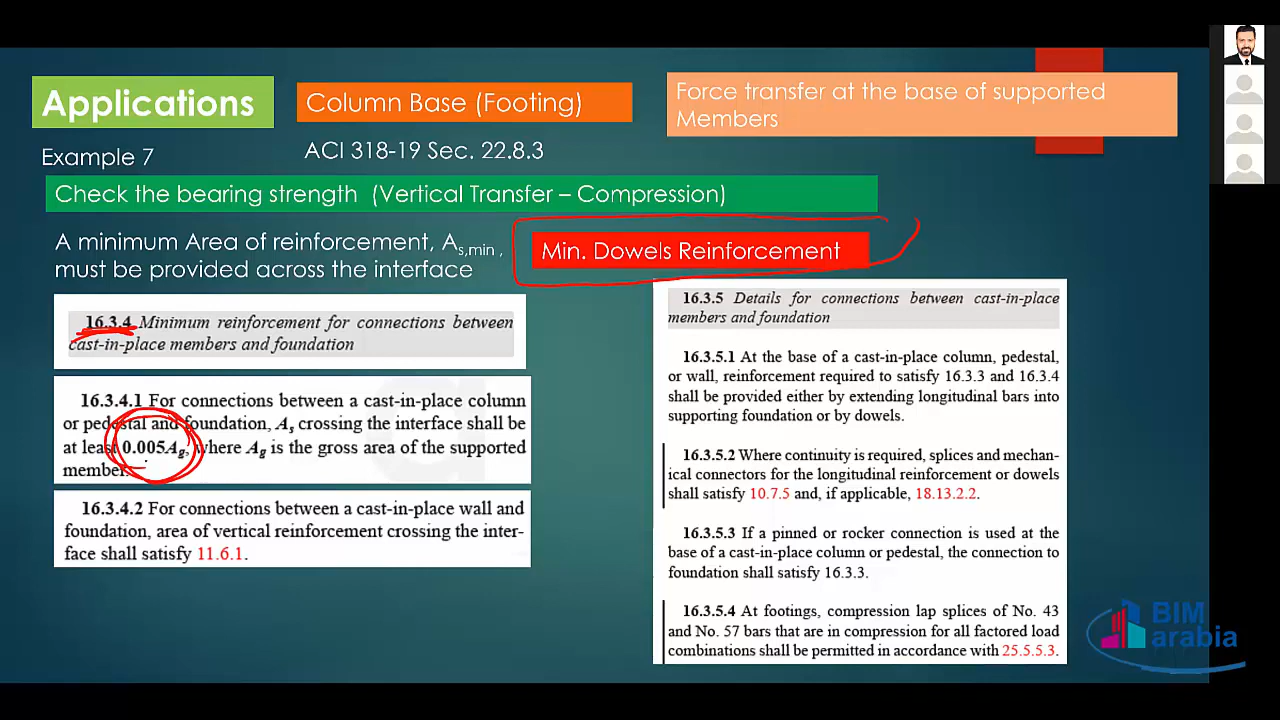 Applications
Column Base (Footing)
Force transfer at the base of supported
Members
Example 7
ACI 318-19 Sec. 22.8.3
Check the bearing strength (Vertical Transfer – Compression)
A minimum Area of reinforcement, As,min ,
must be provided across the interface
Min. Dowels Reinforcement
16.3.4 Minimum reinforcement for connections between
cast-in-place members and foundation
16.3.4.1 For connections between a cast-in-place column
or pedestal and foundation, As crossing the interface shall be
at least 0.005Ag, where Ag is the gross area of the supported
member.
16.3.4.2 For connections between a cast-in-place wall and
foundation, area of vertical reinforcement crossing the inter-
face shall satisfy 11.6.1.
16.3.5 Details for connections between cast-in-place
members and foundation
16.3.5.1 At the base of a cast-in-place column, pedestal,
or wall, reinforcement required to satisfy 16.3.3 and 16.3.4
shall be provided either by extending longitudinal bars into
supporting foundation or by dowels.
16.3.5.2 Where continuity is required, splices and mechan-
ical connectors for the longitudinal reinforcement or dowels
shall satisfy 10.7.5 and, if applicable, 18.13.2.2.
16.3.5.3 If a pinned or rocker connection is used at the
base of a cast-in-place column or pedestal, the connection to
foundation shall satisfy 16.3.3.
16.3.5.4 At footings, compression lap splices of No. 43
and No. 57 bars that are in compression for all factored load
combinations shall be permitted in accordance with 25.5.5.3.
BIM
arabia